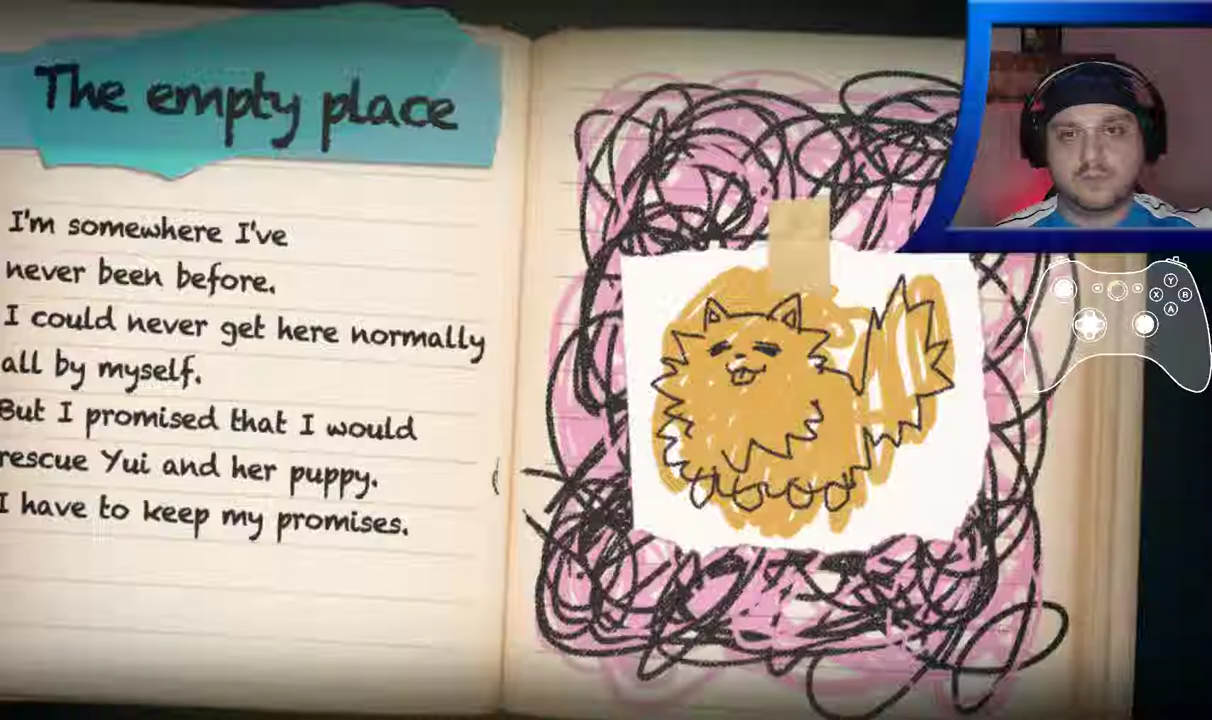 The empty place
I'm somewhere I've
never been before.
I could never get here normally
all by myself.
But I promised that I would
rescue Yui and her puppy.
I have to keep my promises.
Y
X
B
A